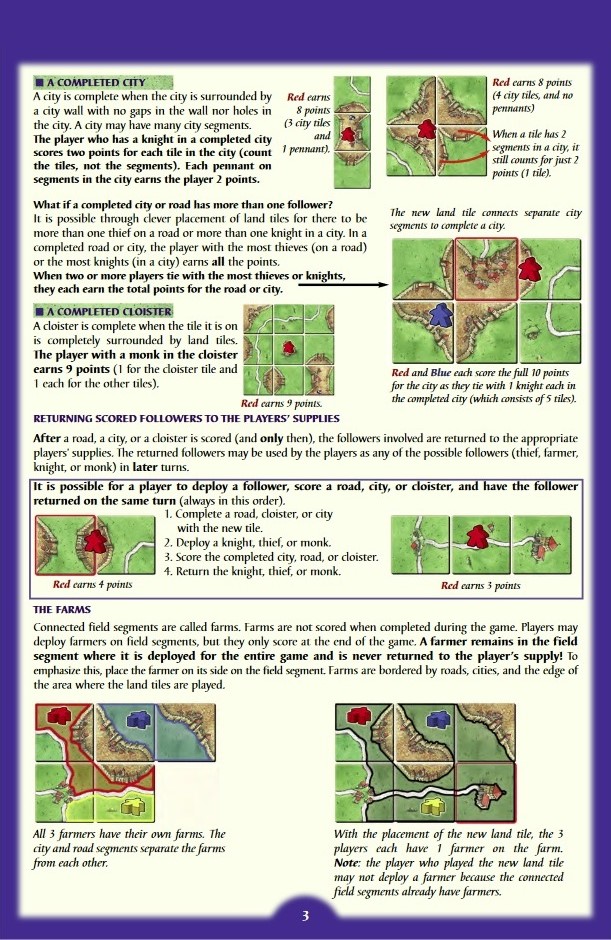 ■ A COMPLETED CITY
A city is complete when the city is surrounded by
a city wall with no gaps in the wall nor holes in
the city. A city may have many city segments.
The player who has a knight in a completed city
scores two points for each tile in the city (count
the tiles, not the segments). Each pennant on
segments in the city earns the player 2 points.
Red earns
8 points
(3 city tiles
and
1 pennant).
Red earns 8 points
(4 city tiles, and no
pennants)
When a tile has 2
segments in a city, it
still counts for just 2
points (1 tile).
What if a completed city or road has more than one follower?
It is possible through clever placement of land tiles for there to be
more than one thief on a road or more than one knight in a city. In a
completed road or city, the player with the most thieves (on a road)
or the most knights (in a city) earns all the points.
When two or more players tie with the most thieves or knights,
they each earn the total points for the road or city.
The new land tile connects separate city
segments to complete a city.
Red and Blue each score the full 10 points
for the city as they tie with 1 knight each in
the completed city (which consists of 5 tiles).
■ A COMPLETED CLOISTER
A cloister is complete when the tile it is on
is completely surrounded by land tiles.
The player with a monk in the cloister
earns 9 points (1 for the cloister tile and
1 each for the other tiles).
Red earns 9 points.
RETURNING SCORED FOLLOWERS TO THE PLAYERS' SUPPLIES
After a road, a city, or a cloister is scored (and only then), the followers involved are returned to the appropriate
players' supplies. The returned followers may be used by the players as any of the possible followers (thief, farmer,
knight, or monk) in later turns.
It is possible for a player to deploy a follower, score a road, city, or cloister, and have the follower
returned on the same turn (always in this order).
1. Complete a road, cloister, or city
with the new tile.
2. Deploy a knight, thief, or monk.
3. Score the completed city, road, or cloister.
4. Return the knight, thief, or monk.
Red earns 4 points
Red earns 3 points
THE FARMS
Connected field segments are called farms. Farms are not scored when completed during the game. Players may
deploy farmers on field segments, but they only score at the end of the game. A farmer remains in the field
segment where it is deployed for the entire game and is never returned to the player's supply! To
emphasize this, place the farmer on its side on the field segment. Farms are bordered by roads, cities, and the edge of
the area where the land tiles are played.
All 3 farmers have their own farms. The
city and road segments separate the farms
from each other.
With the placement of the new land tile, the 3
players each have 1 farmer on the farm.
Note: the player who played the new land tile
may not deploy a farmer because the connected
field segments already have farmers.
3